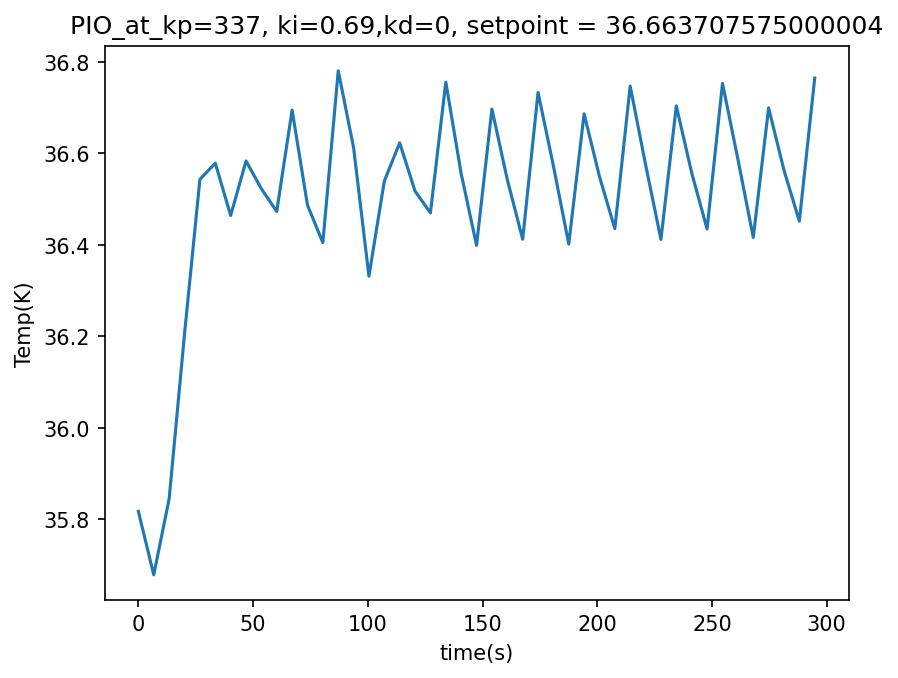 PIO_at_kp=337, ki=0.69,kd=0, setpoint = 36.663707575000004
36.8
36.6
36.4
36.2
36.0
35.8
Temp(K)
0 50 100 150 200 250 300
time(s)